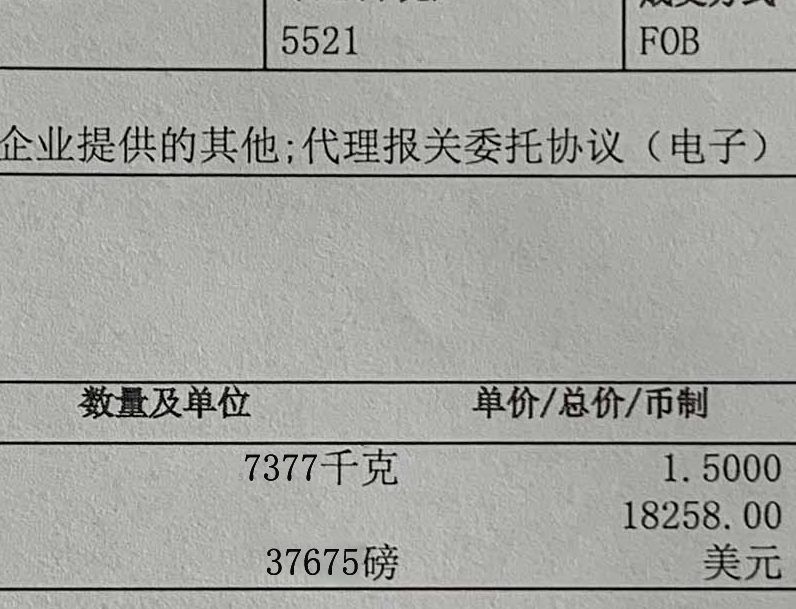 5521
FOB
企业提供的其他;代理报关委托协议（电子）
数量及单位
单价/总价/币制
7377千克
1.5000
18258.00
37675磅
美元